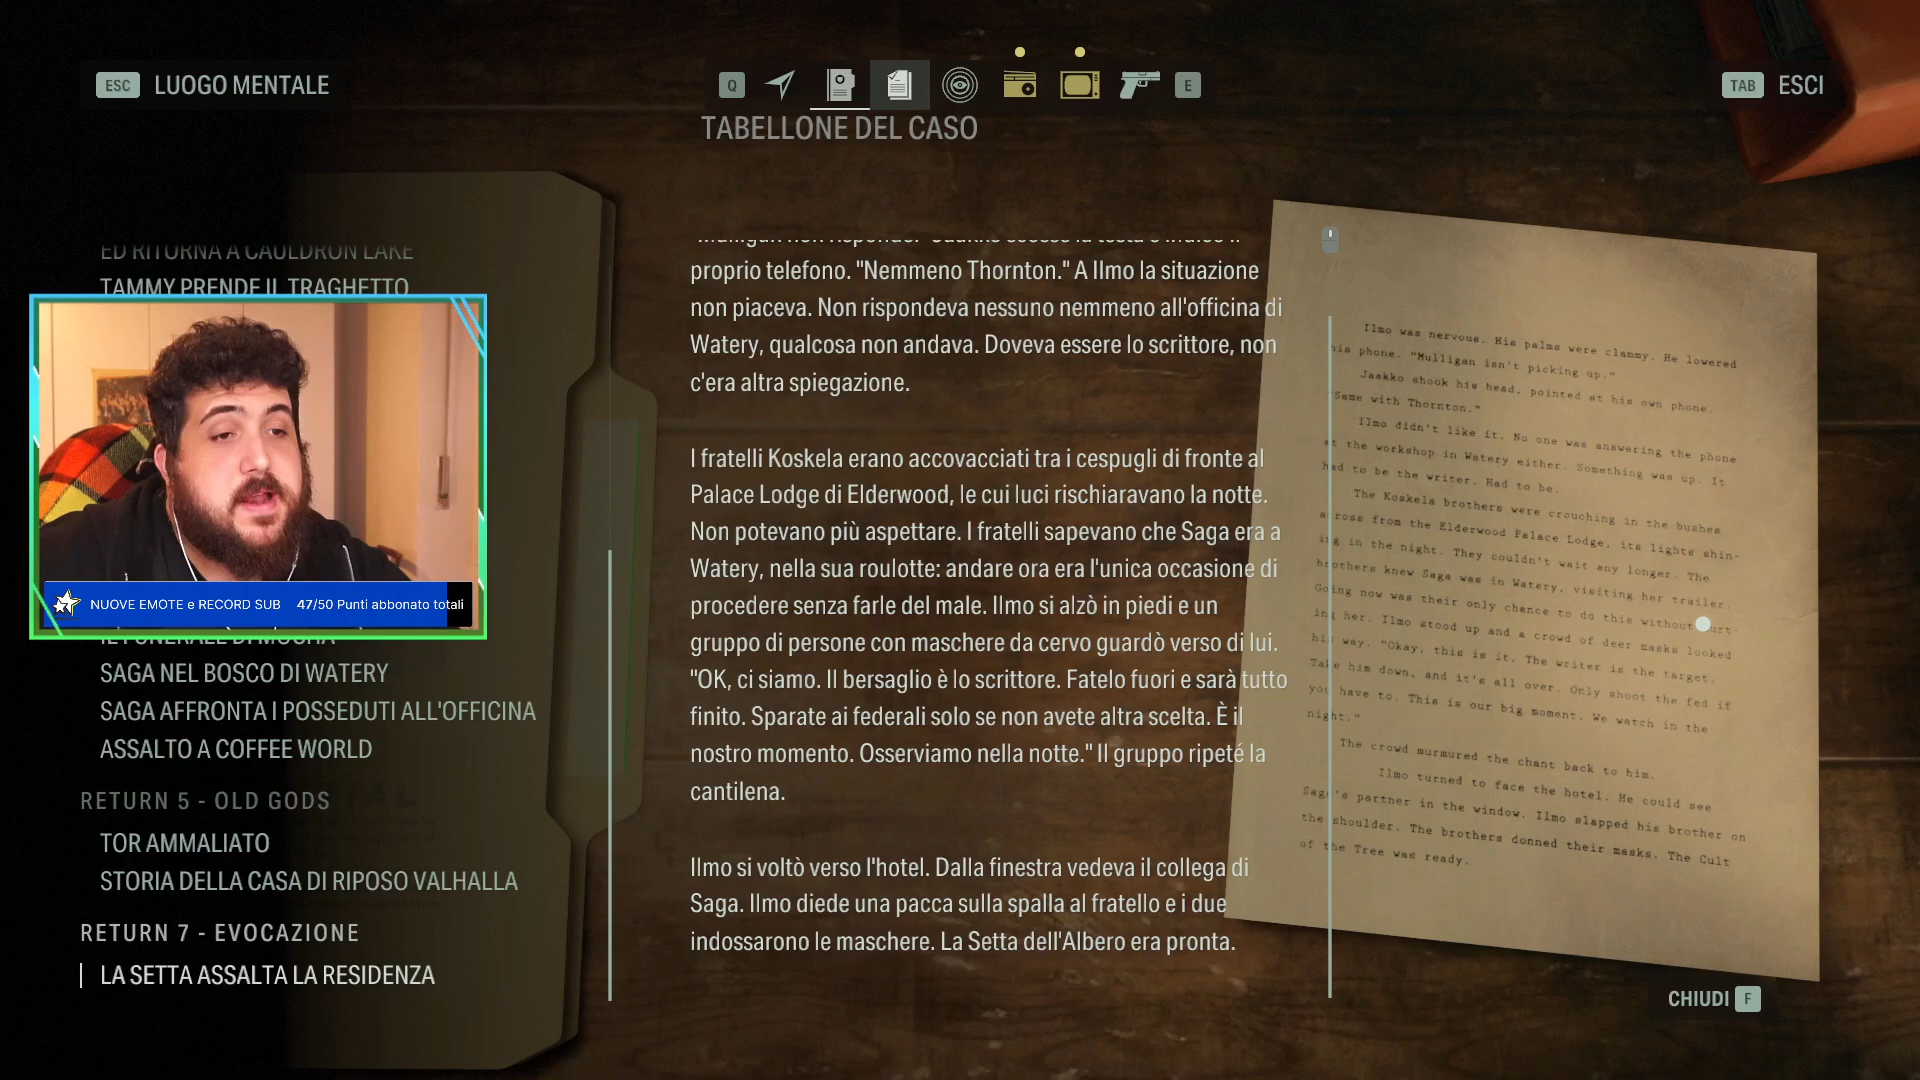 ESC LUOGO MENTALE
Q
E
TAB ESCI
TABELLONE DEL CASO
ED RITORNA A CAULDRON LAKE
TAMMY PRENDE IL TRAGHETTO
NUOVE EMOTE e RECORD SUB 47/50 Punti abbonato totali
SAGA NEL BOSCO DI WATERY
SAGA AFFRONTA I POSSEDUTI ALL'OFFICINA
ASSALTO A COFFEE WORLD
RETURN 5 - OLD GODS
TOR AMMALIATO
STORIA DELLA CASA DI RIPOSO VALHALLA
RETURN 7 - EVOCAZIONE
LA SETTA ASSALTA LA RESIDENZA
proprio telefono. "Nemmeno Thornton." A Ilmo la situazione
non piaceva. Non rispondeva nessuno nemmeno all'officina di
Watery, qualcosa non andava. Doveva essere lo scrittore, non
c'era altra spiegazione.
I fratelli Koskela erano accovacciati tra i cespugli di fronte al
Palace Lodge di Elderwood, le cui luci rischiaravano la notte.
Non potevano più aspettare. I fratelli sapevano che Saga era a
Watery, nella sua roulotte: andare ora era l'unica occasione di
procedere senza farle del male. Ilmo si alzò in piedi e un
gruppo di persone con maschere da cervo guardò verso di lui.
"OK, ci siamo. Il bersaglio è lo scrittore. Fatelo fuori e sarà tutto
finito. Sparate ai federali solo se non avete altra scelta. È il
nostro momento. Osserviamo nella notte." Il gruppo ripeté la
cantilena.
Ilmo si voltò verso l'hotel. Dalla finestra vedeva il collega di
Saga. Ilmo diede una pacca sulla spalla al fratello e i due
indossarono le maschere. La Setta dell'Albero era pronta.
Ilmo was nervous. His palms were clammy. He lowered
his phone. "Mulligan isn't picking up."
Jaakko shook his head, pointed at his own phone.
"Same with Thornton."
Ilmo didn't like it. No one was answering the phone
at the workshop in Watery either. Something was up. It
had to be the writer. Had to be.
The Koskela brothers were crouching in the bushes
across from the Elderwood Palace Lodge, its lights shin-
ing in the night. They couldn't wait any longer. The
brothers knew Saga was in Watery, visiting her trailer.
Going now was their only chance to do this without urt-
ing her. Ilmo stood up and a crowd of deer masks looked
his way. "Okay, this is it. The writer is the target.
Take him down, and it's all over. Only shoot the fed if
you have to. This is our big moment. We watch in the
night."
The crowd murmured the chant back to him.
Ilmo turned to face the hotel. He could see
Saga's partner in the window. Ilmo slapped his brother on
the shoulder. The brothers donned their masks. The Cult
of the Tree was ready.
CHIUDI F